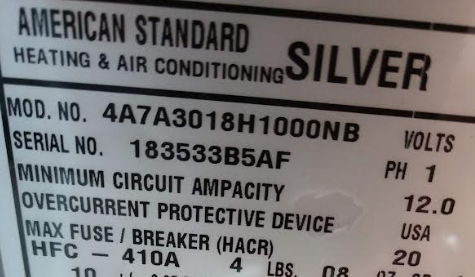 AMERICAN STANDARD
HEATING & AIR CONDITIONING SILVER
MOD. NO. 4A7A3018H1000NB VOLTS
SERIAL NO. 183533B5AF PH 1
MINIMUM CIRCUIT AMPACITY 12.0
OVERCURRENT PROTECTIVE DEVICE USA
MAX FUSE / BREAKER (HACR) 20
HFC - 410A 4 LBS. 08
10